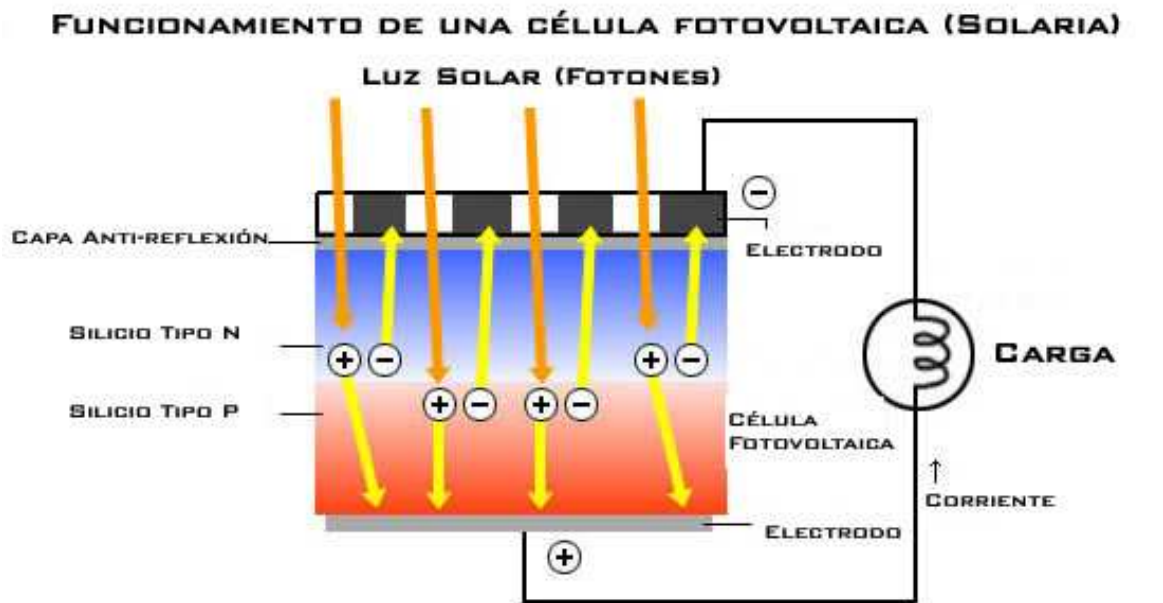 FUNCIONAMIENTO DE UNA CÉLULA FOTOVOLTAICA (SOLARIA)
LUZ SOLAR (FOTONES)
−
CAPA ANTI-REFLEXIÓN
ELECTRODO
SILICIO TIPO N
+ − + −
CARGA
SILICIO TIPO P
+ − + −
CÉLULA
FOTOVOLTAICA
↑
CORRIENTE
ELECTRODO
+